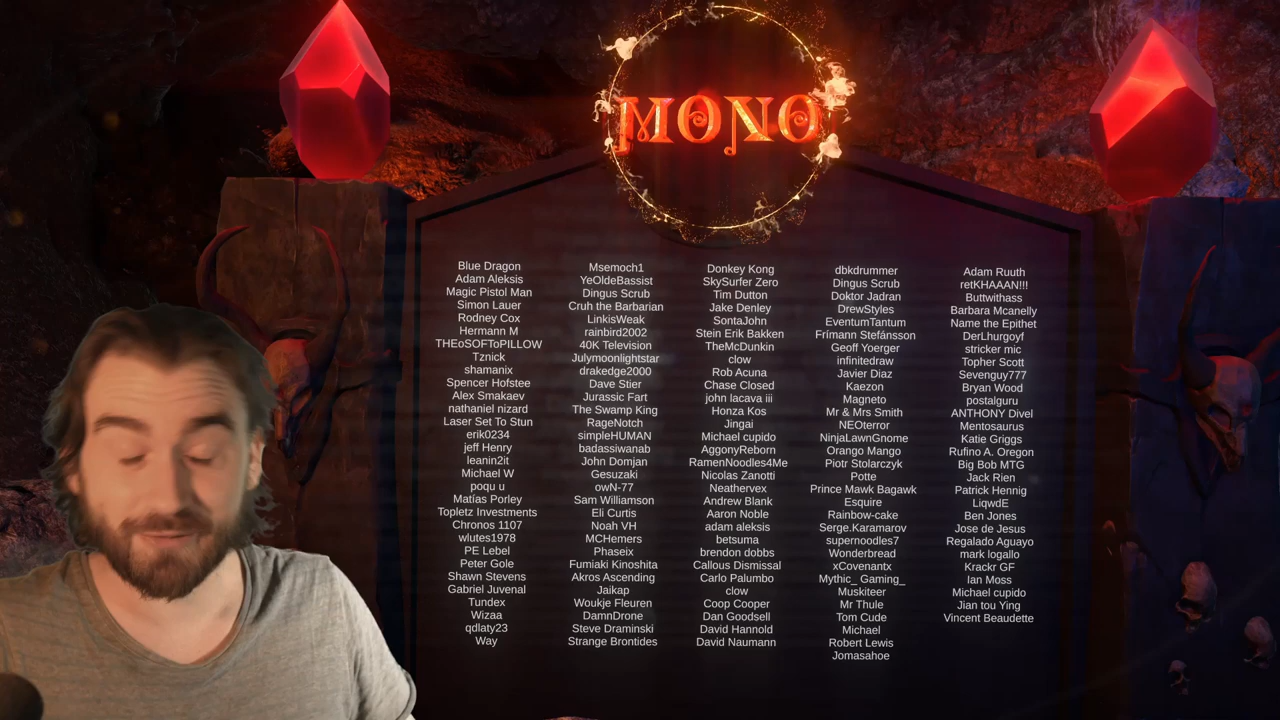 MONO
Blue Dragon
Adam Aleksis
Magic Pistol Man
Simon Lauer
Rodney Cox
Hermann M
THEoSOFToPILLOW
Tznick
shamanix
Spencer Hofstee
Alex Smakaev
nathaniel nizard
Laser Set To Stun
erik0234
jeff Henry
leanin2it
Michael W
poqu u
Matías Porley
Topletz Investments
Chronos 1107
wlutes1978
PE Lebel
Peter Gole
Shawn Stevens
Gabriel Juvenal
Tundex
Wizaa
qdlaty23
Way
Msemoch1
YeOldeBassist
Dingus Scrub
Cruh the Barbarian
LinkisWeak
rainbird2002
40K Television
Julymoonlightstar
drakedge2000
Dave Stier
Jurassic Fart
The Swamp King
RageNotch
simpleHUMAN
badassiwanab
John Domjan
Gesuzaki
owN-77
Sam Williamson
Eli Curtis
Noah VH
MCHemers
Phaseix
Fumiaki Kinoshita
Akros Ascending
Jaikap
Woukje Fleuren
DamnDrone
Steve Draminski
Strange Brontides
Donkey Kong
SkySurfer Zero
Tim Dutton
Jake Denley
SontaJohn
Stein Erik Bakken
TheMcDunkin
clow
Rob Acuna
Chase Closed
john lacava iii
Honza Kos
Jingai
Michael cupido
AggonyReborn
RamenNoodles4Me
Nicolas Zanotti
Neathervex
Andrew Blank
Aaron Noble
adam aleksis
betsuma
brendon dobbs
Callous Dismissal
Carlo Palumbo
clow
Coop Cooper
Dan Goodsell
David Hannold
David Naumann
dbkdrummer
Dingus Scrub
Doktor Jadran
DrewStyles
EventumTantum
Frímann Stefánsson
Geoff Yoerger
infinitedraw
Javier Diaz
Kaezon
Magneto
Mr & Mrs Smith
NEOterror
NinjaLawnGnome
Orango Mango
Piotr Stolarczyk
Potte
Prince Mawk Bagawk
Esquire
Rainbow-cake
Serge.Karamarov
supernoodles7
Wonderbread
xCovenantx
Mythic_ Gaming_
Muskiteer
Mr Thule
Tom Cude
Michael
Robert Lewis
Jomasahoe
Adam Ruuth
retKHAAAN!!!
Buttwithass
Barbara Mcanelly
Name the Epithet
DerLhurgoyf
stricker mic
Topher Scott
Sevenguy777
Bryan Wood
postalguru
ANTHONY Divel
Mentosaurus
Katie Griggs
Rufino A. Oregon
Big Bob MTG
Jack Rien
Patrick Hennig
LiqwdE
Ben Jones
Jose de Jesus
Regalado Aguayo
mark logallo
Krackr GF
Ian Moss
Michael cupido
Jian tou Ying
Vincent Beaudette